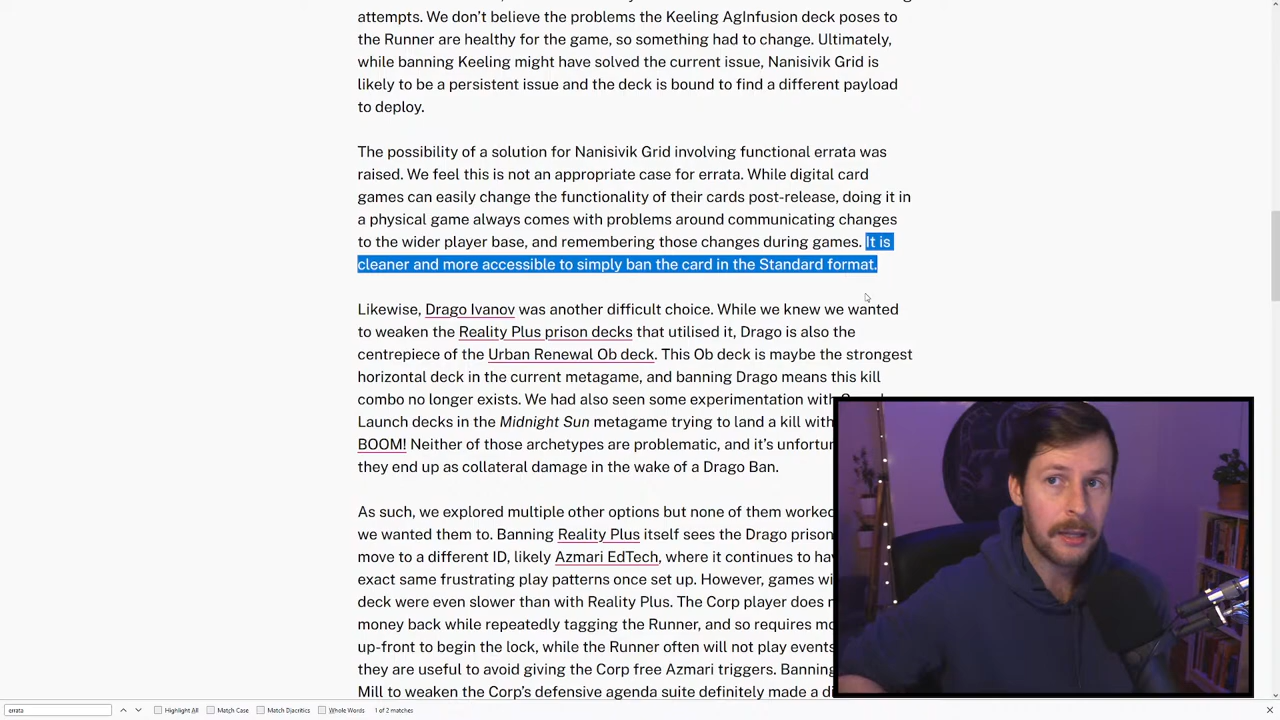 attempts. We don't believe the problems the Keeling AgInfusion deck poses to
the Runner are healthy for the game, so something had to change. Ultimately,
while banning Keeling might have solved the current issue, Nanisivik Grid is
likely to be a persistent issue and the deck is bound to find a different payload
to deploy.
The possibility of a solution for Nanisivik Grid involving functional errata was
raised. We feel this is not an appropriate case for errata. While digital card
games can easily change the functionality of their cards post-release, doing it in
a physical game always comes with problems around communicating changes
to the wider player base, and remembering those changes during games. It is
cleaner and more accessible to simply ban the card in the Standard format.
Likewise, Drago Ivanov was another difficult choice. While we knew we wanted
to weaken the Reality Plus prison decks that utilised it, Drago is also the
centrepiece of the Urban Renewal Ob deck. This Ob deck is maybe the strongest
horizontal deck in the current metagame, and banning Drago means this kill
combo no longer exists. We had also seen some experimentation with
Launch decks in the Midnight Sun metagame trying to land a kill with
BOOM! Neither of those archetypes are problematic, and it's unfortu
they end up as collateral damage in the wake of a Drago Ban.
As such, we explored multiple other options but none of them worked
we wanted them to. Banning Reality Plus itself sees the Drago prison
move to a different ID, likely Azmari EdTech, where it continues to ha
exact same frustrating play patterns once set up. However, games wi
deck were even slower than with Reality Plus. The Corp player does
money back while repeatedly tagging the Runner, and so requires mo
up-front to begin the lock, while the Runner often will not play events
they are useful to avoid giving the Corp free Azmari triggers. Banning
Mill to weaken the Corp's defensive agenda suite definitely made a di
errata
Highlight All
Match Case
Match Diacritics
Whole Words
1 of 2 matches